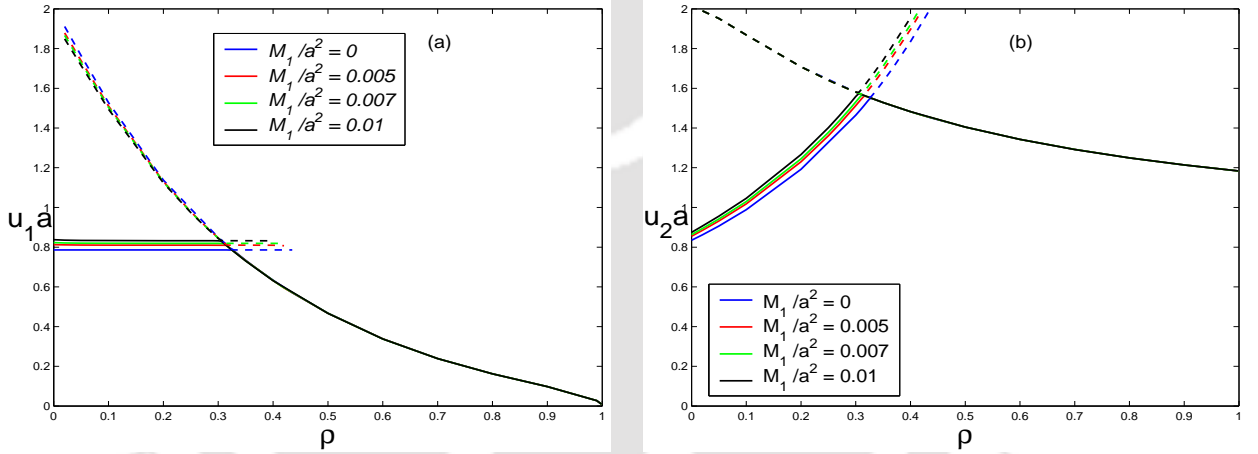 2
1.8
1.6
1.4
1.2
1
0.8
0.6
0.4
0.2
0
u₁a
(a)
M₁/a² = 0
M₁/a² = 0.005
M₁/a² = 0.007
M₁/a² = 0.01
0 0.1 0.2 0.3 0.4 0.5 0.6 0.7 0.8 0.9 1
ρ
2
1.8
1.6
1.4
1.2
1
0.8
0.6
0.4
0.2
0
u₂a
(b)
M₁/a² = 0
M₁/a² = 0.005
M₁/a² = 0.007
M₁/a² = 0.01
0 0.1 0.2 0.3 0.4 0.5 0.6 0.7 0.8 0.9 1
ρ